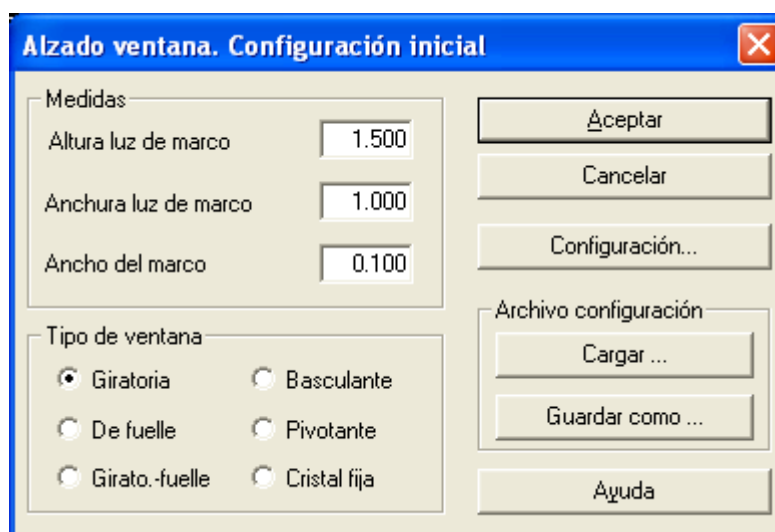 Alzado ventana. Configuración inicial
Medidas
Altura luz de marco 1.500
Anchura luz de marco 1.000
Ancho del marco 0.100
Tipo de ventana
Giratoria Basculante
De fuelle Pivotante
Girato.-fuelle Cristal fija
Aceptar
Cancelar
Configuración...
Archivo configuración
Cargar ...
Guardar como ...
Ayuda